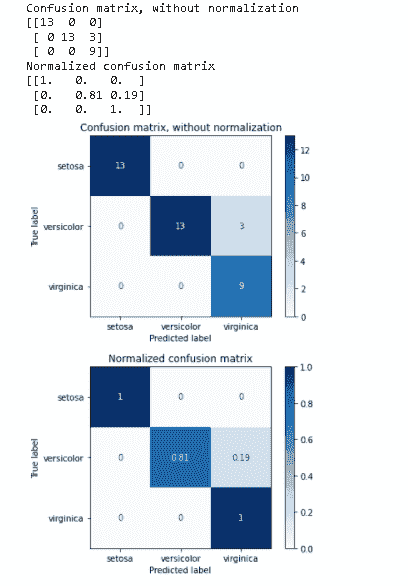 Confusion matrix, without normalization
[[13  0  0]
 [ 0 13  3]
 [ 0  0  9]]
Normalized confusion matrix
[[1.   0.   0.  ]
 [0.   0.81 0.19]
 [0.   0.   1.  ]]
Confusion matrix, without normalization
setosa 13 0 0
versicolor 0 13 3
virginica 0 0 9
setosa versicolor virginica
Predicted label
True label
12
10
8
6
4
2
0
Normalized confusion matrix
setosa 1 0 0
versicolor 0 0.81 0.19
virginica 0 0 1
setosa versicolor virginica
Predicted label
True label
1.0
0.8
0.6
0.4
0.2
0.0